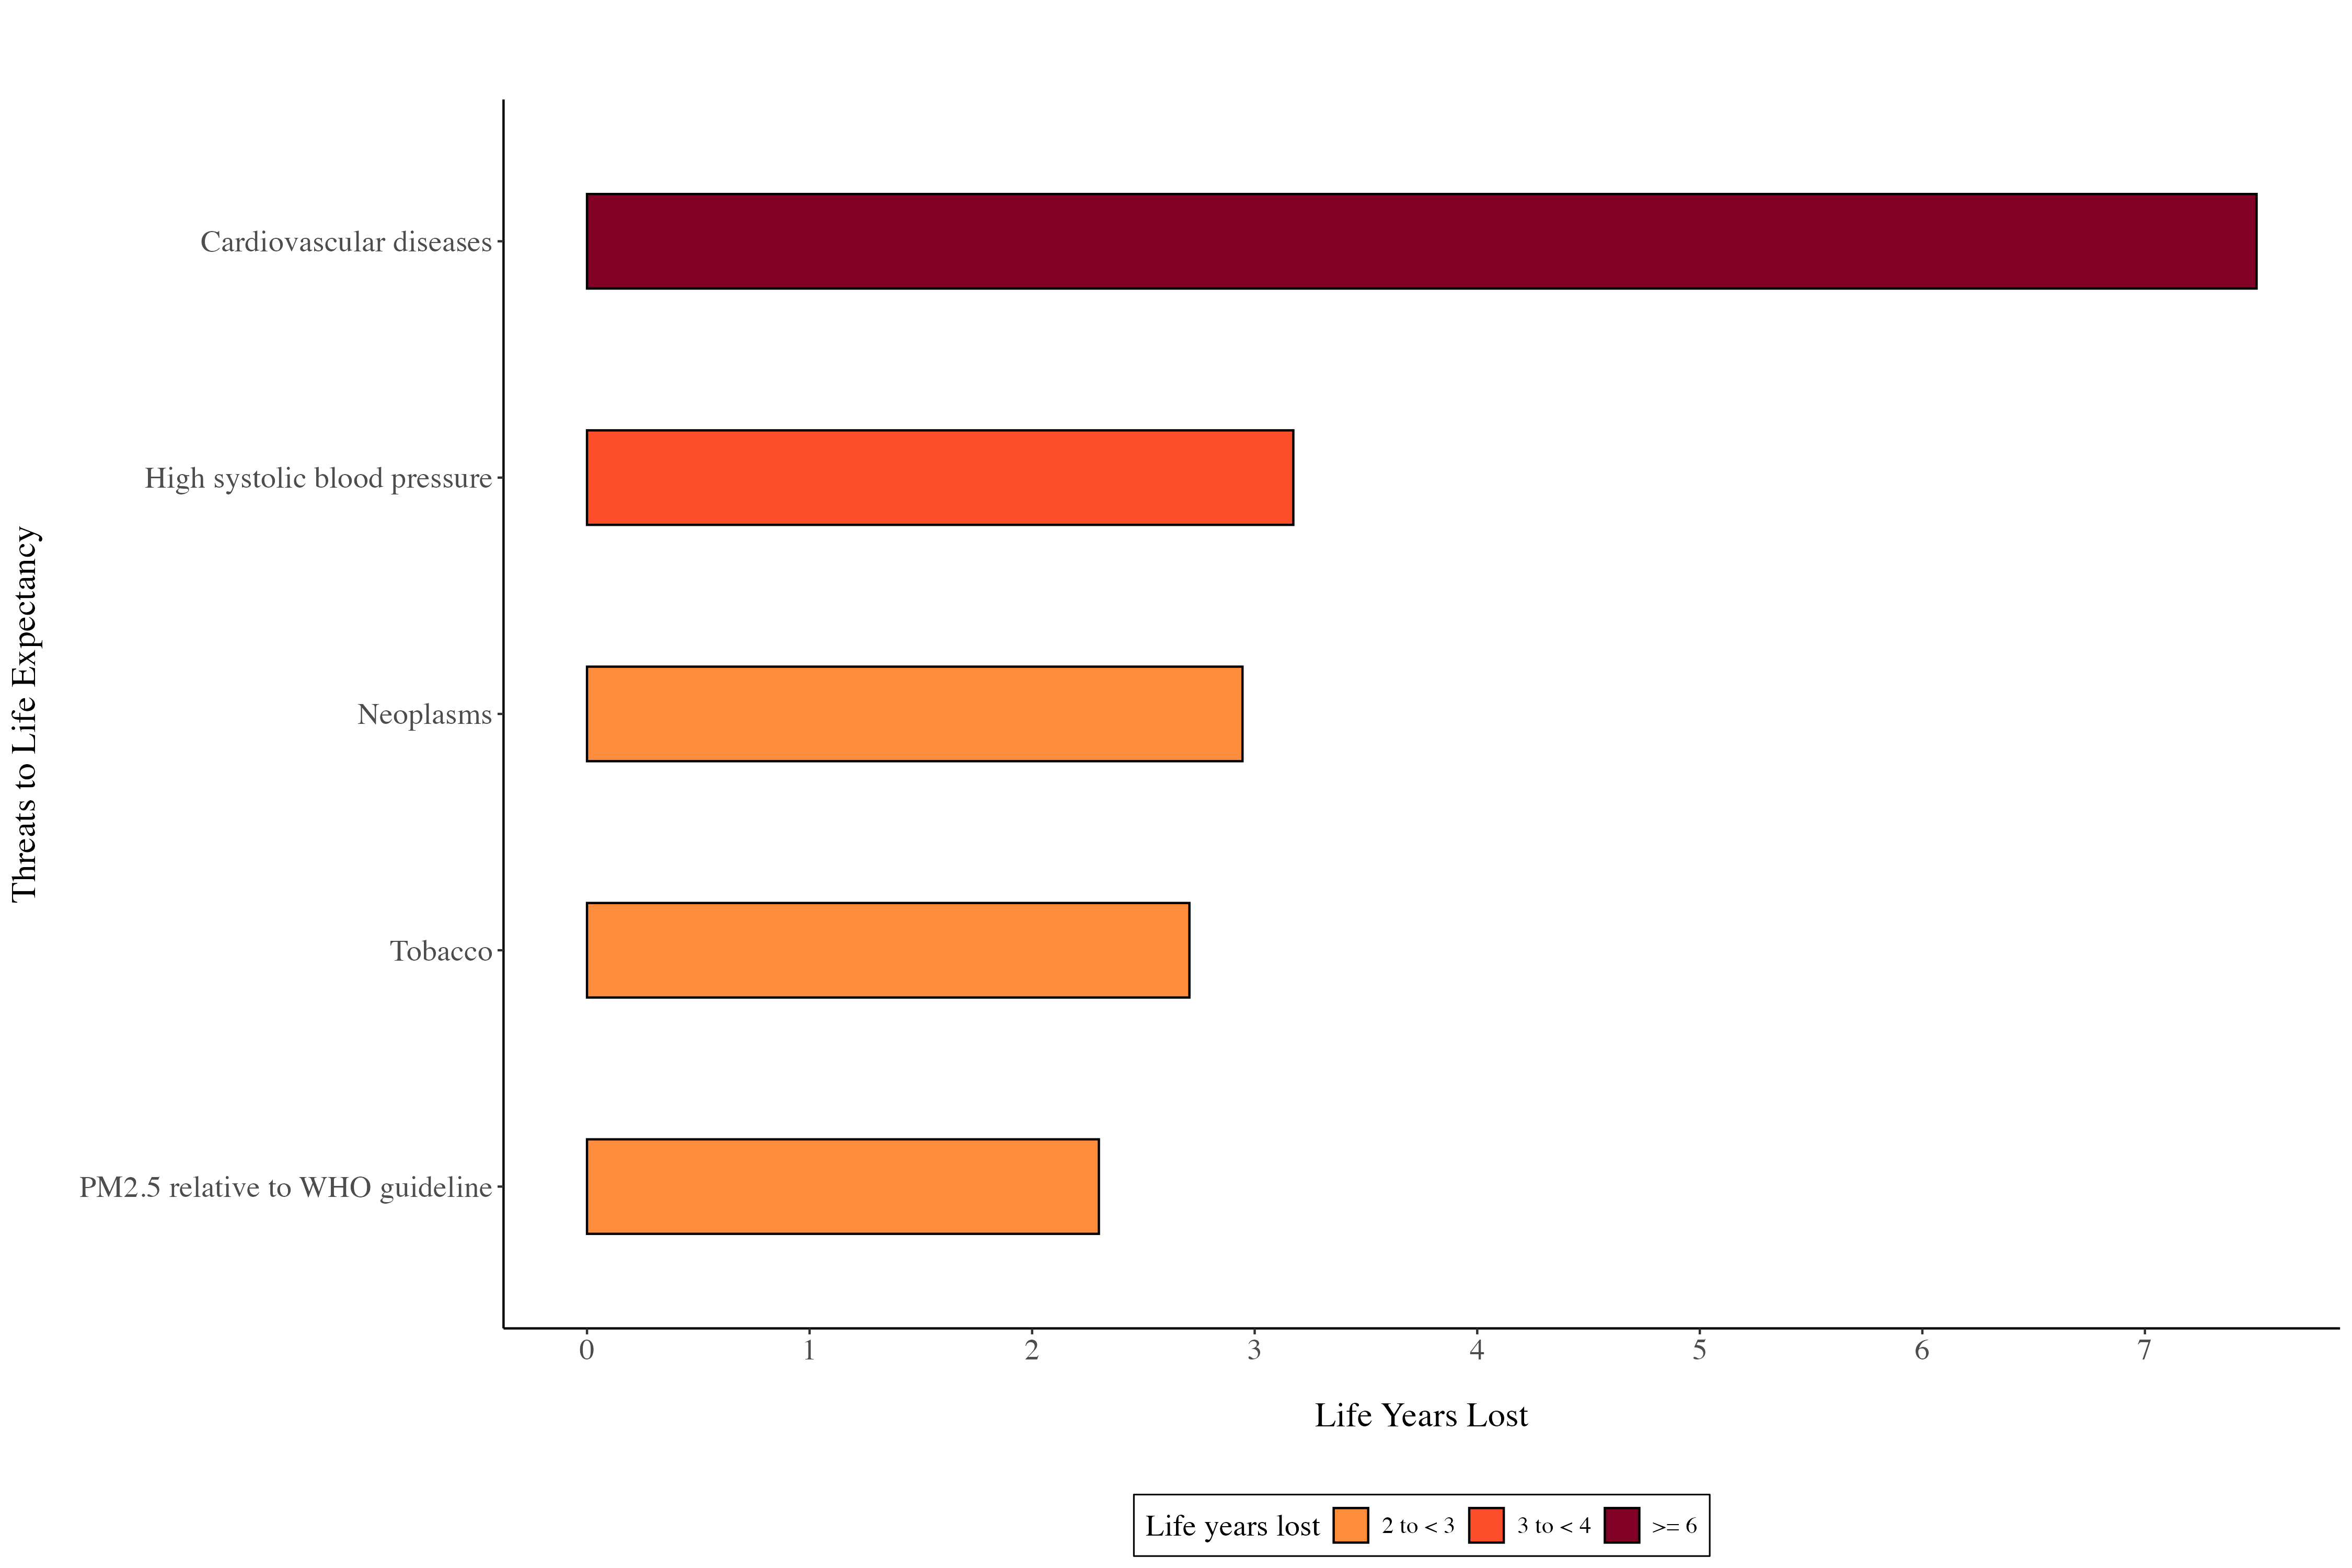 Threats to Life Expectancy
Cardiovascular diseases
High systolic blood pressure
Neoplasms
Tobacco
PM2.5 relative to WHO guideline
0 1 2 3 4 5 6 7
Life Years Lost
Life years lost 2 to < 3 3 to < 4 >= 6